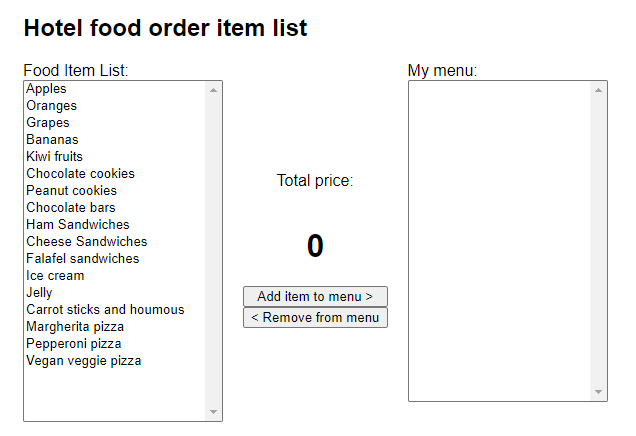 Hotel food order item list
Food Item List:
Apples
Oranges
Grapes
Bananas
Kiwi fruits
Chocolate cookies
Peanut cookies
Chocolate bars
Ham Sandwiches
Cheese Sandwiches
Falafel sandwiches
Ice cream
Jelly
Carrot sticks and houmous
Margherita pizza
Pepperoni pizza
Vegan veggie pizza
Total price:
0
Add item to menu >
< Remove from menu
My menu: